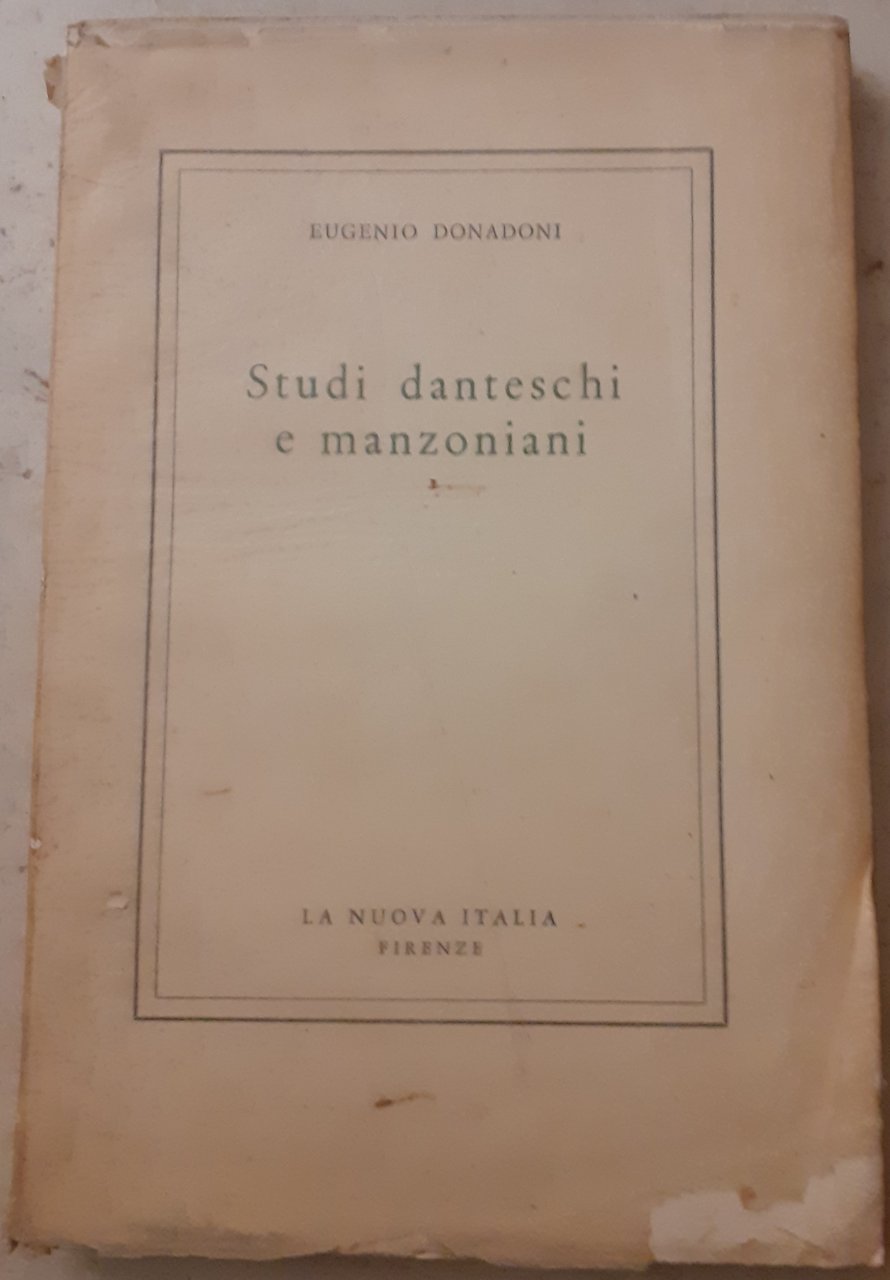 EUGENIO DONADONI
Studi danteschi
e manzoniani
LA NUOVA ITALIA
FIRENZE